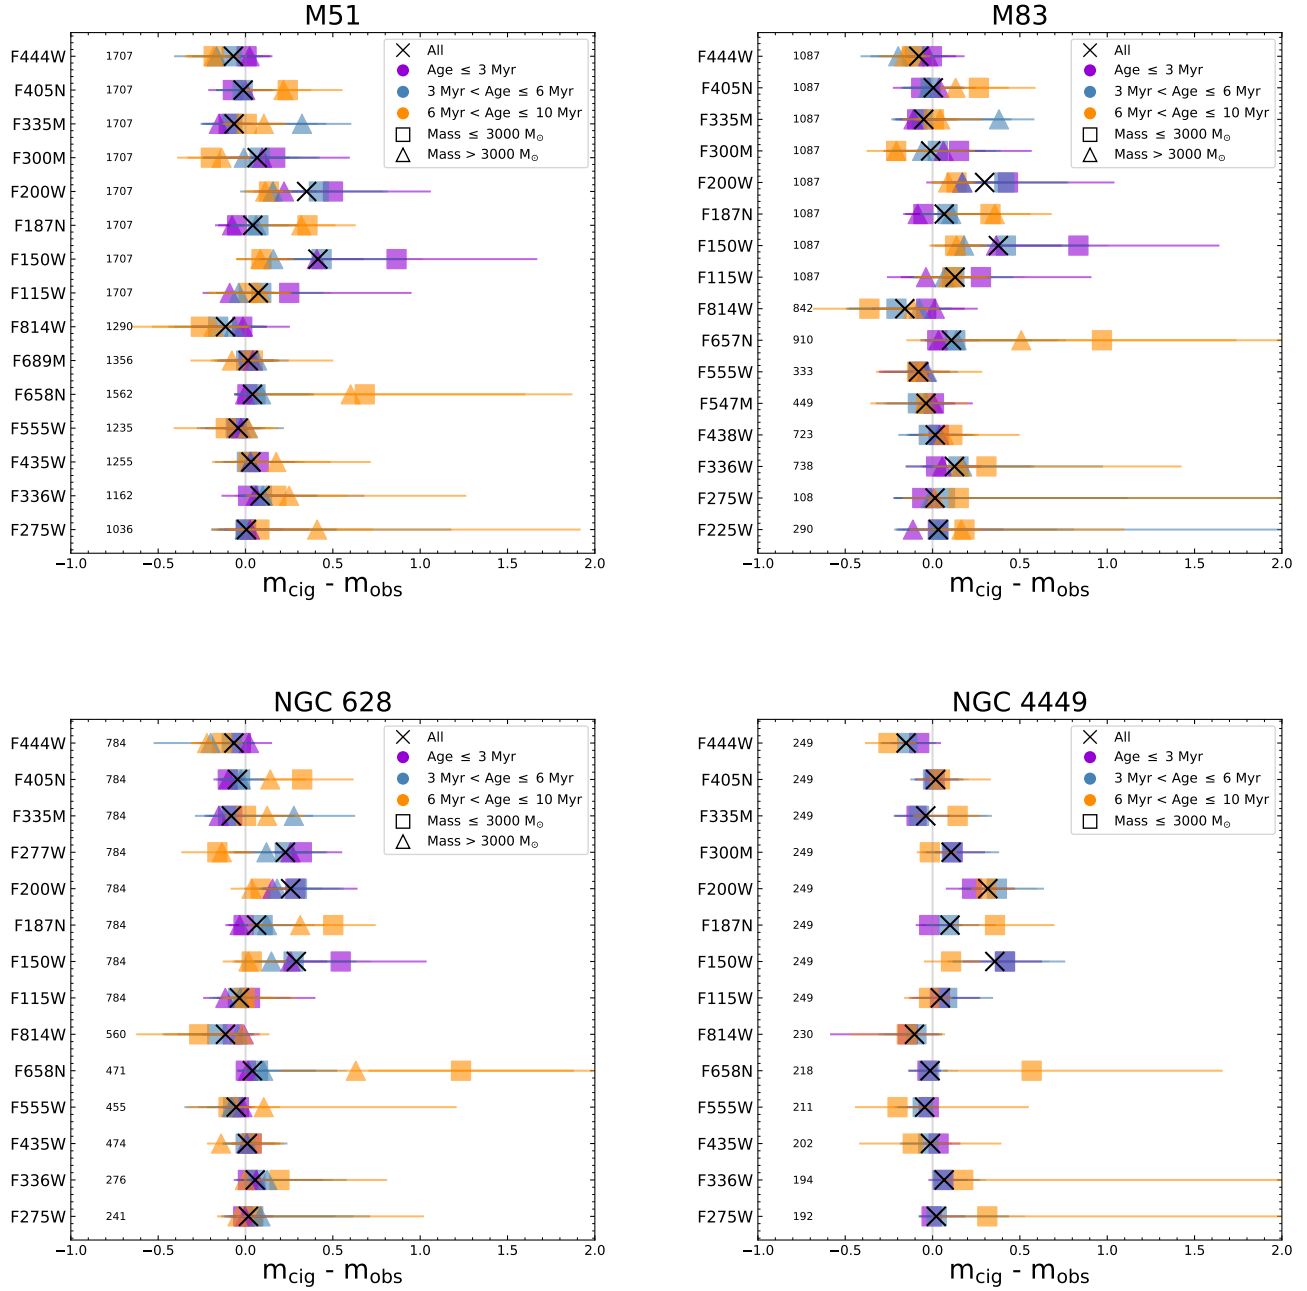 M51
F444W 1707
F405N 1707
F335M 1707
F300M 1707
F200W 1707
F187N 1707
F150W 1707
F115W 1707
F814W 1290
F689M 1356
F658N 1562
F555W 1235
F435W 1255
F336W 1162
F275W 1036
All
Age ≤ 3 Myr
3 Myr < Age ≤ 6 Myr
6 Myr < Age ≤ 10 Myr
Mass ≤ 3000 M⊙
Mass > 3000 M⊙
−1.0 −0.5 0.0 0.5 1.0 1.5 2.0
m_cig - m_obs
M83
F444W 1087
F405N 1087
F335M 1087
F300M 1087
F200W 1087
F187N 1087
F150W 1087
F115W 1087
F814W 842
F657N 910
F555W 333
F547M 449
F438W 723
F336W 738
F275W 108
F225W 290
All
Age ≤ 3 Myr
3 Myr < Age ≤ 6 Myr
6 Myr < Age ≤ 10 Myr
Mass ≤ 3000 M⊙
Mass > 3000 M⊙
−1.0 −0.5 0.0 0.5 1.0 1.5 2.0
m_cig - m_obs
NGC 628
F444W 784
F405N 784
F335M 784
F277W 784
F200W 784
F187N 784
F150W 784
F115W 784
F814W 560
F658N 471
F555W 455
F435W 474
F336W 276
F275W 241
All
Age ≤ 3 Myr
3 Myr < Age ≤ 6 Myr
6 Myr < Age ≤ 10 Myr
Mass ≤ 3000 M⊙
Mass > 3000 M⊙
−1.0 −0.5 0.0 0.5 1.0 1.5 2.0
m_cig - m_obs
NGC 4449
F444W 249
F405N 249
F335M 249
F300M 249
F200W 249
F187N 249
F150W 249
F115W 249
F814W 230
F658N 218
F555W 211
F435W 202
F336W 194
F275W 192
All
Age ≤ 3 Myr
3 Myr < Age ≤ 6 Myr
6 Myr < Age ≤ 10 Myr
Mass ≤ 3000 M⊙
−1.0 −0.5 0.0 0.5 1.0 1.5 2.0
m_cig - m_obs